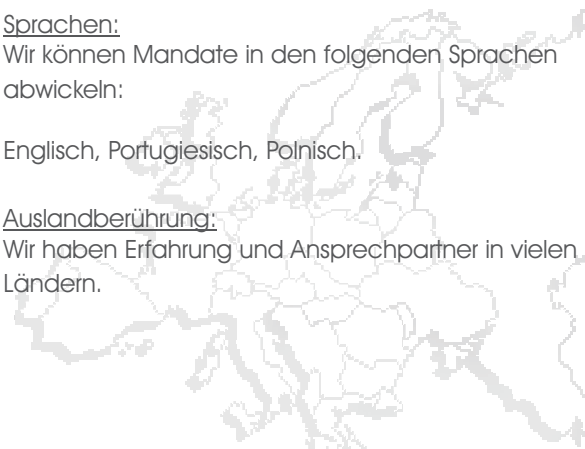 Sprachen:
Wir können Mandate in den folgenden Sprachen
abwickeln:
Englisch, Portugiesisch, Polnisch.
Auslandberührung:
Wir haben Erfahrung und Ansprechpartner in vielen
Ländern.